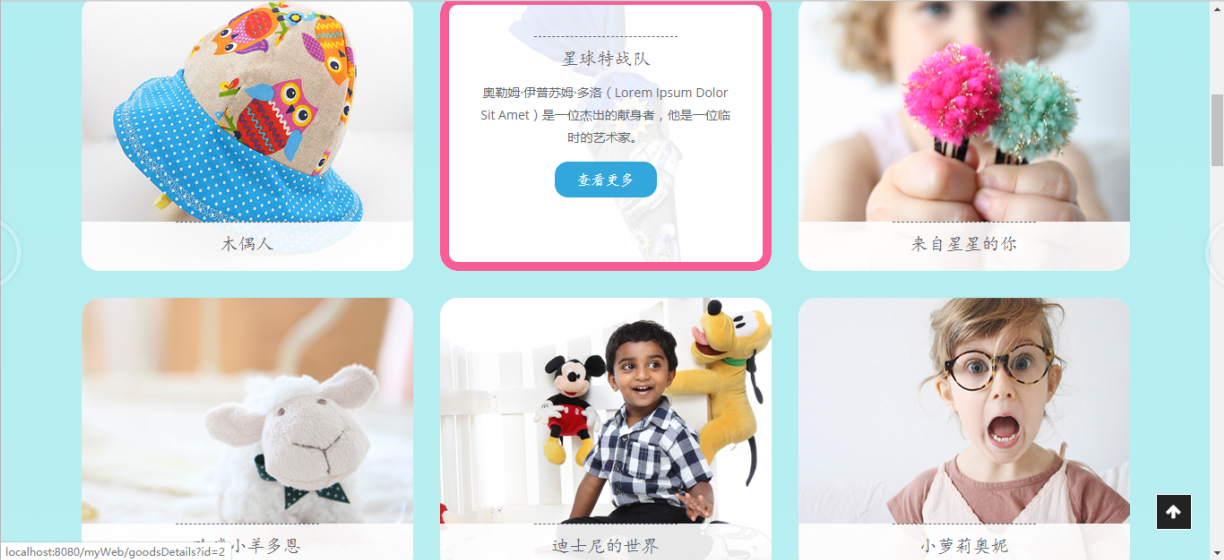 木偶人
星球特战队
奥勒姆·伊普苏姆·多洛（Lorem Ipsum Dolor
Sit Amet）是一位杰出的献身者，他是一位临
时的艺术家。
查看更多
来自星星的你
小羊多恩
迪士尼的世界
小萝莉奥妮
localhost:8080/myWeb/goodsDetails?id=2